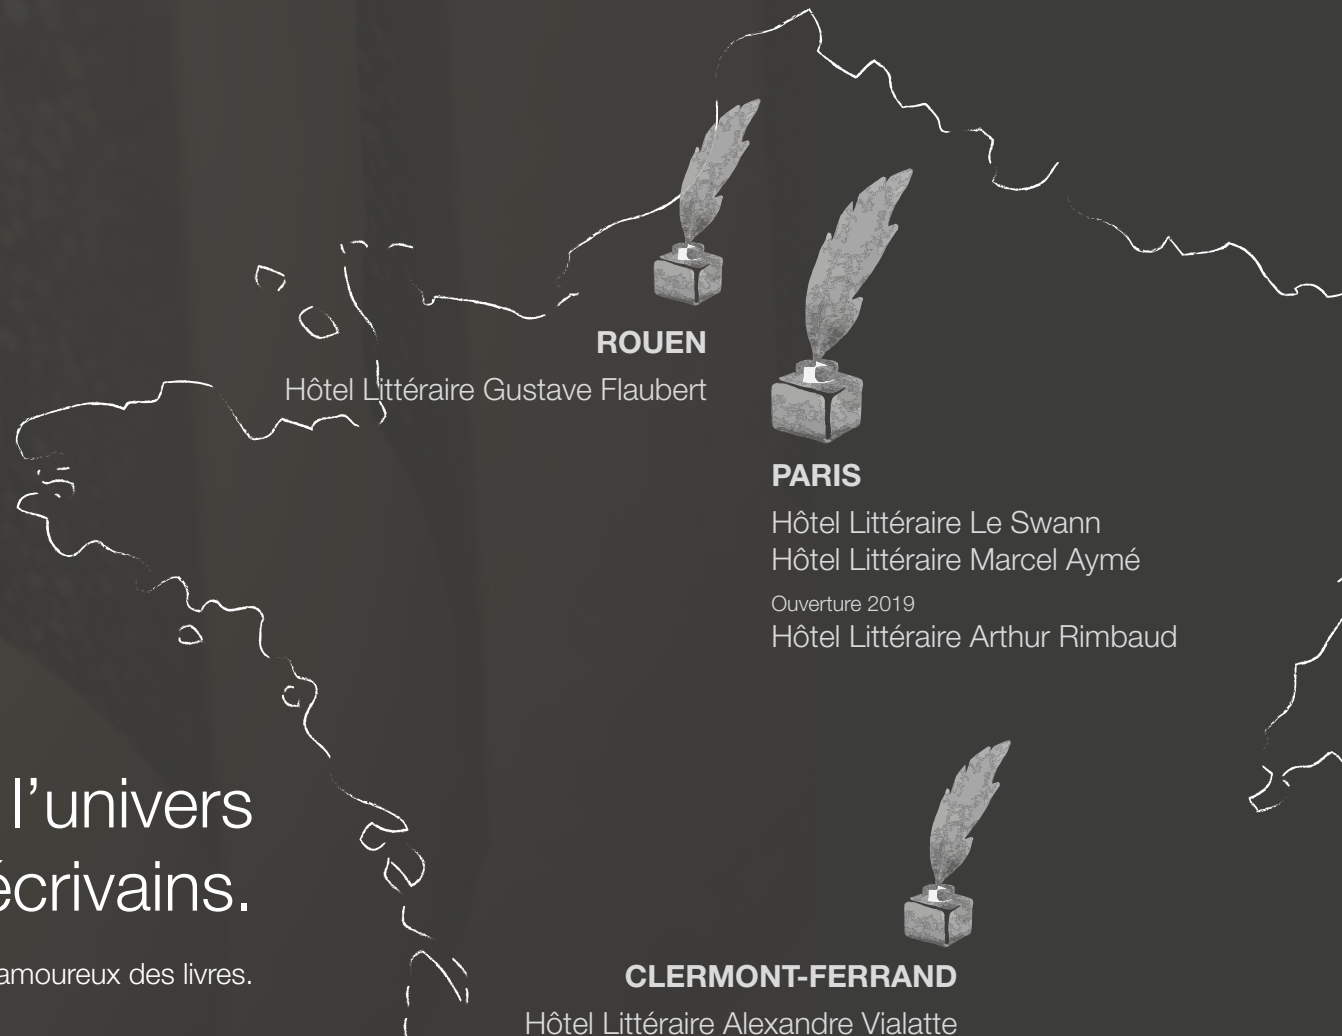 ROUEN
Hôtel Littéraire Gustave Flaubert
PARIS
Hôtel Littéraire Le Swann
Hôtel Littéraire Marcel Aymé
Ouverture 2019
Hôtel Littéraire Arthur Rimbaud
l’univers
écrivains.
amoureux des livres.
CLERMONT-FERRAND
Hôtel Littéraire Alexandre Vialatte